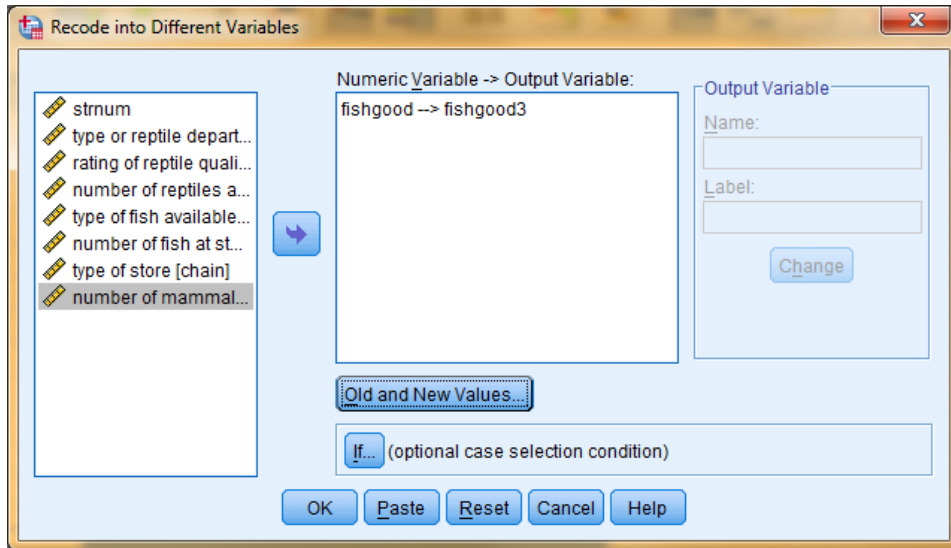 Recode into Different Variables
strnum
type or reptile depart...
rating of reptile quali...
number of reptiles a...
type of fish available...
number of fish at st...
type of store [chain]
number of mammal...
Numeric Variable -> Output Variable:
fishgood --> fishgood3
Output Variable
Name:
Label:
Change
Old and New Values...
If... (optional case selection condition)
OK Paste Reset Cancel Help